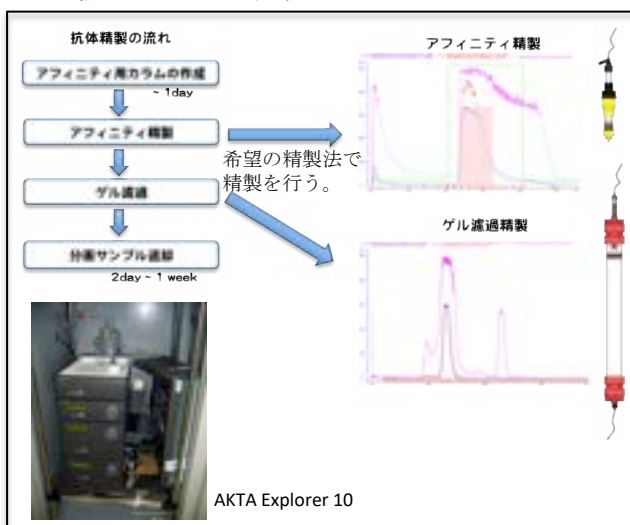 抗体精製の流れ
アフィニティ用カラムの作成
~ 1day
アフィニティ精製
希望の精製法で
精製を行う。
ゲル濾過
分画サンプル返却
2day ~ 1 week
アフィニティ精製
ゲル濾過精製
AKTA Explorer 10